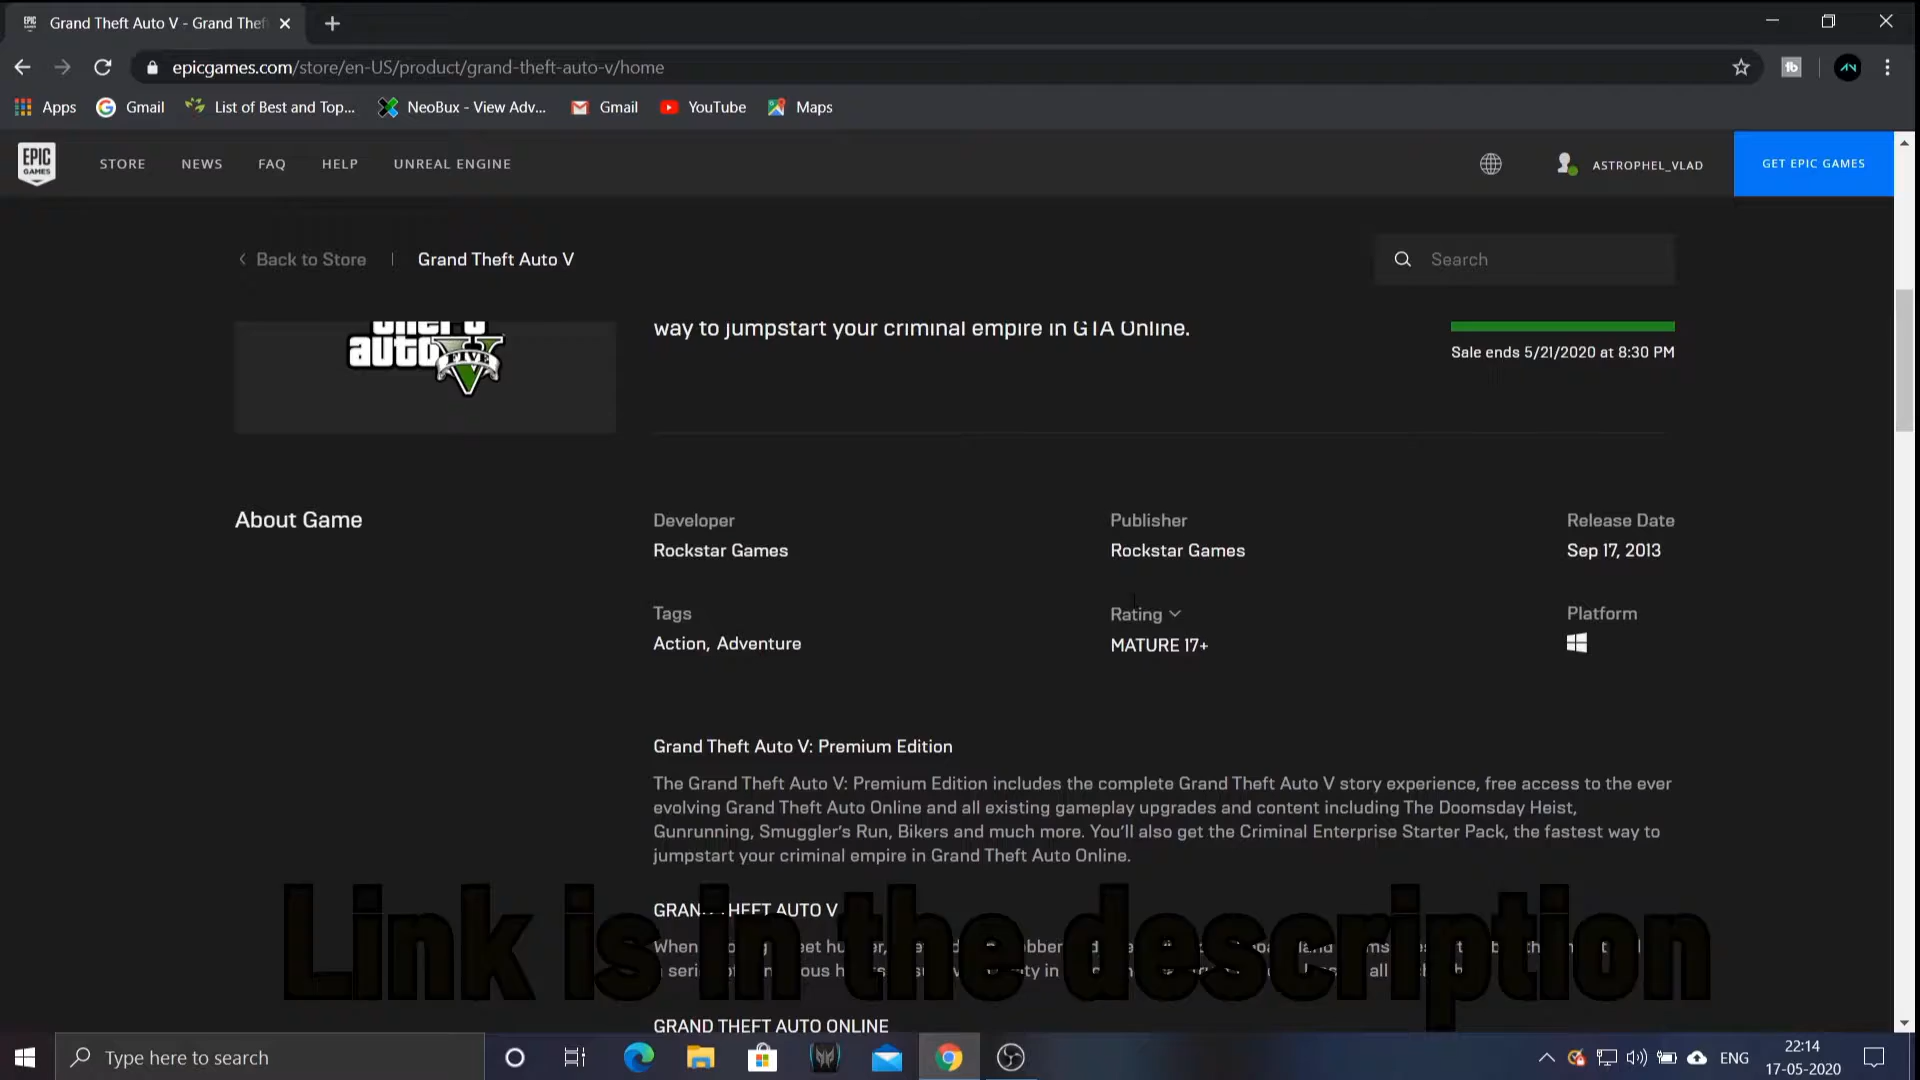 Grand Theft Auto V - Grand Thef
epicgames.com/store/en-US/product/grand-theft-auto-v/home
Apps Gmail List of Best and Top... NeoBux - View Adv... Gmail YouTube Maps
EPIC GAMES STORE NEWS FAQ HELP UNREAL ENGINE ASTROPHEL_VLAD GET EPIC GAMES
Back to Store Grand Theft Auto V Search
auto V FIVE
way to jumpstart your criminal empire in GTA Online.
Sale ends 5/21/2020 at 8:30 PM
About Game
Developer Publisher Release Date
Rockstar Games Rockstar Games Sep 17, 2013
Tags Rating Platform
Action, Adventure MATURE 17+
Grand Theft Auto V: Premium Edition
The Grand Theft Auto V: Premium Edition includes the complete Grand Theft Auto V story experience, free access to the ever
evolving Grand Theft Auto Online and all existing gameplay upgrades and content including The Doomsday Heist,
Gunrunning, Smuggler's Run, Bikers and much more. You'll also get the Criminal Enterprise Starter Pack, the fastest way to
jumpstart your criminal empire in Grand Theft Auto Online.
GRAND THEFT AUTO V
When
Link is in the description
GRAND THEFT AUTO ONLINE
Type here to search ENG 22:14
17-05-2020